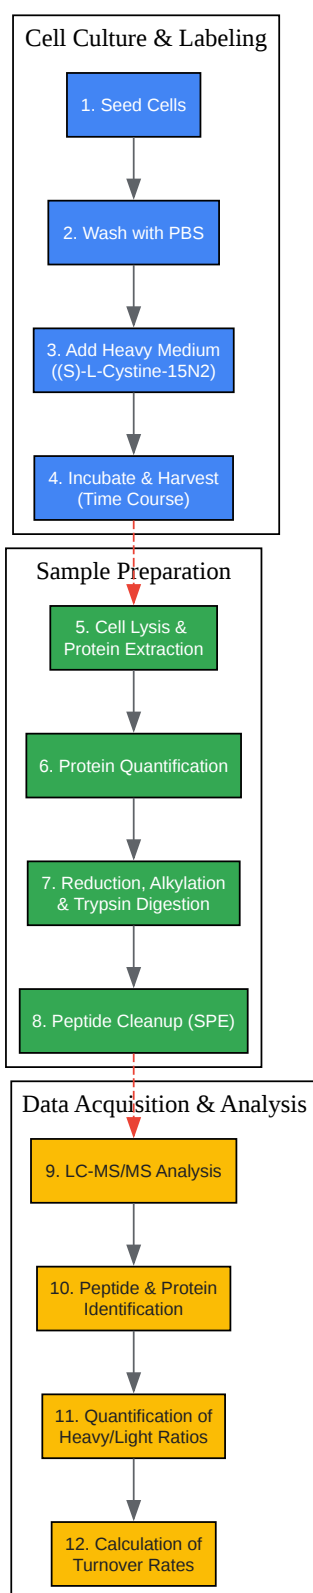 Cell Culture & Labeling
1. Seed Cells
2. Wash with PBS
3. Add Heavy Medium
((S)-L-Cystine-15N2)
4. Incubate & Harvest
(Time Course)
Sample Preparation
5. Cell Lysis &
Protein Extraction
6. Protein Quantification
7. Reduction, Alkylation
& Trypsin Digestion
8. Peptide Cleanup (SPE)
Data Acquisition & Analysis
9. LC-MS/MS Analysis
10. Peptide & Protein
Identification
11. Quantification of
Heavy/Light Ratios
12. Calculation of
Turnover Rates